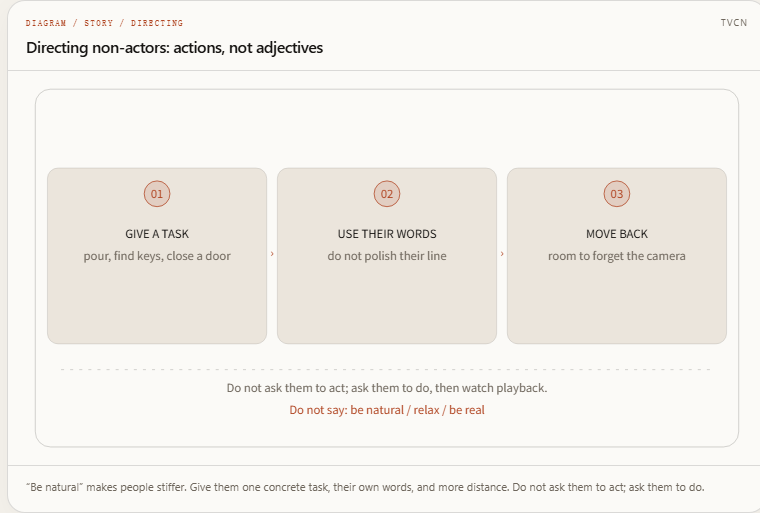 DIAGRAM / STORY / DIRECTING
TVCN
Directing non-actors: actions, not adjectives
01
GIVE A TASK
pour, find keys, close a door
›
02
USE THEIR WORDS
do not polish their line
›
03
MOVE BACK
room to forget the camera
Do not ask them to act; ask them to do, then watch playback.
Do not say: be natural / relax / be real
"Be natural" makes people stiffer. Give them one concrete task, their own words, and more distance. Do not ask them to act; ask them to do.